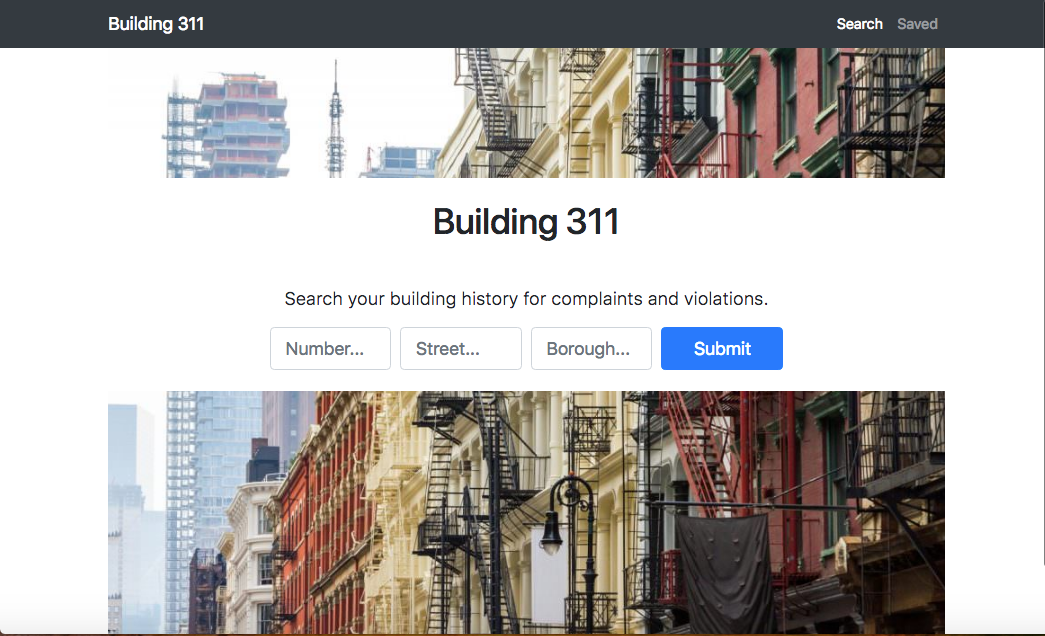 Building 311
Search Saved
Building 311
Search your building history for complaints and violations.
Number... Street... Borough... Submit